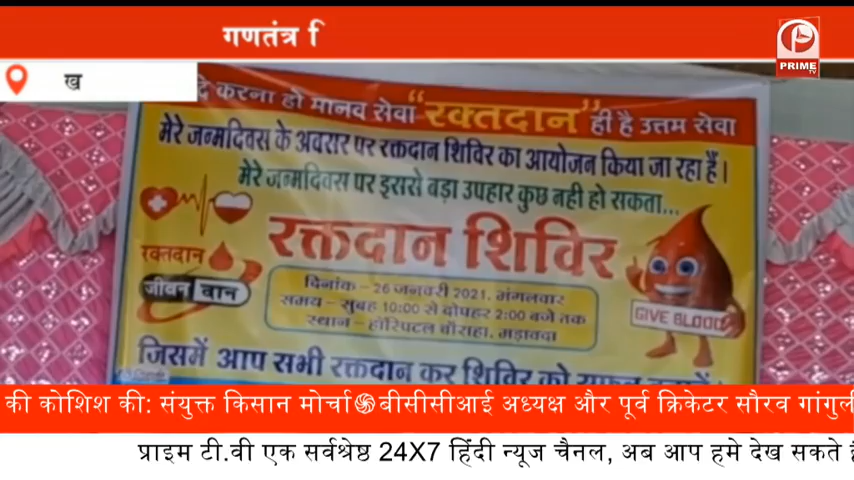 गणतंत्र f
PRIME
TV
ख
दे करना हो मानव सेवा "रक्तदान" ही है उत्तम सेवा
मेरे जन्मदिवस के अवसर पर रक्तदान शिविर का आयोजन किया जा रहा हैं।
मेरे जन्मदिवस पर इससे बड़ा उपहार कुछ नही हो सकता...
रक्तदान शिविर
रक्तदान
जीवन दान
दिनांक - 26 जनवरी 2021, मंगलवार
समय - सुबह 10:00 से दोपहर 2:00 बजे तक
स्थान - हॉस्पिटल चौराहा, मड़ावदा
GIVE BLOOD
जिसमें आप सभी रक्तदान कर शिविर को
की कोशिश की: संयुक्त किसान मोर्चा बीसीसीआई अध्यक्ष और पूर्व क्रिकेटर सौरव गांगुली
प्राइम टी.वी एक सर्वश्रेष्ठ 24X7 हिंदी न्यूज चैनल, अब आप हमे देख सकते है